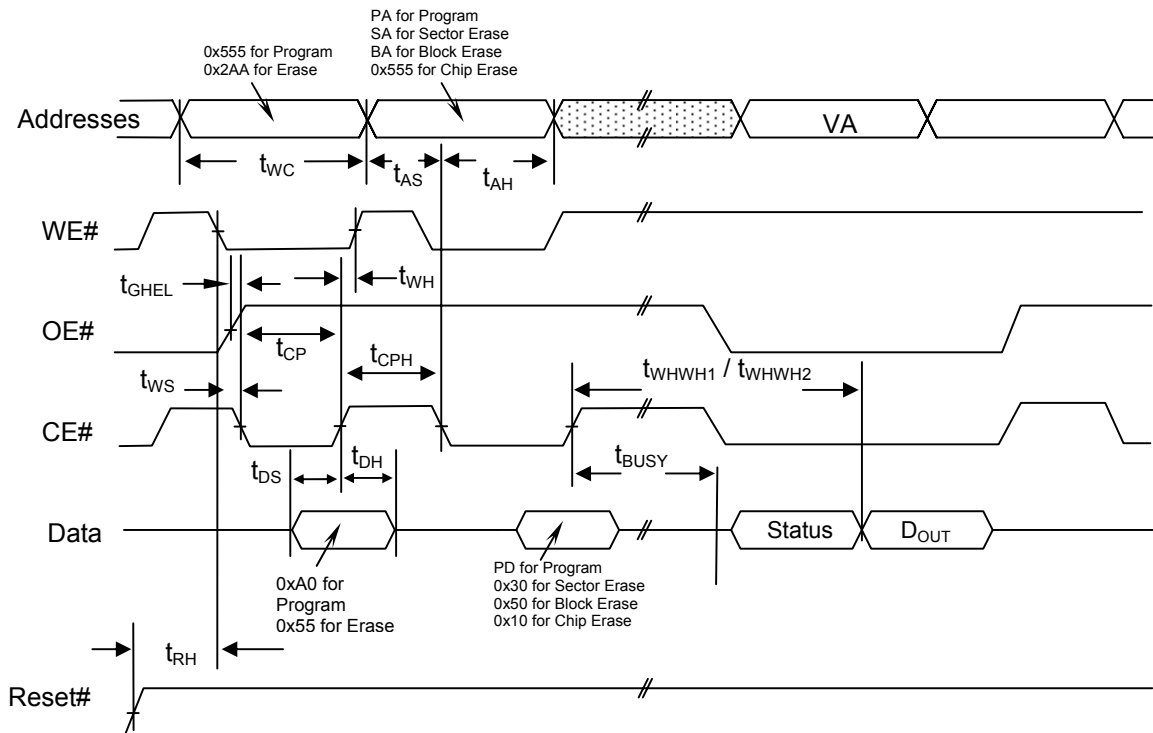 0x555 for Program
0x2AA for Erase
PA for Program
SA for Sector Erase
BA for Block Erase
0x555 for Chip Erase
Addresses
VA
tWC
tAS
tAH
WE#
tGHEL
tWH
OE#
tCP
tCPH
tWHWH1 / tWHWH2
tWS
CE#
tDS
tDH
tBUSY
Data
Status
DOUT
0xA0 for
Program
0x55 for Erase
PD for Program
0x30 for Sector Erase
0x50 for Block Erase
0x10 for Chip Erase
tRH
Reset#